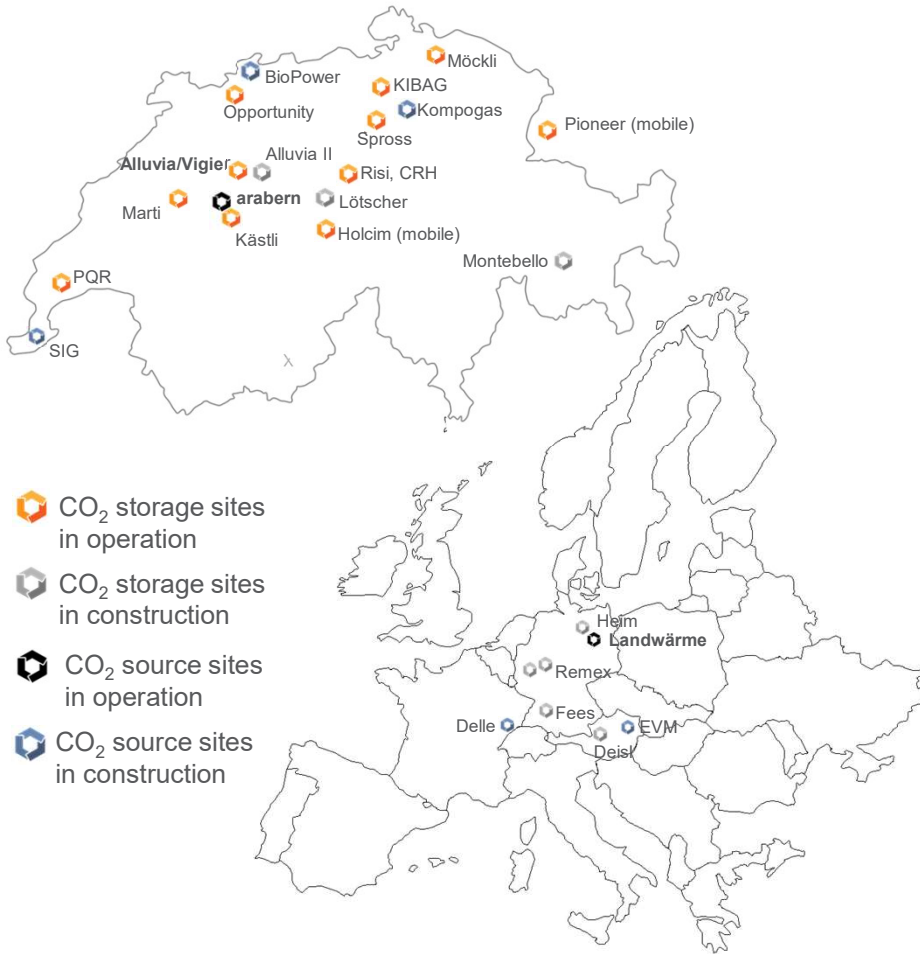 Möckli
BioPower
KIBAG
Opportunity
Kompogas
Spross
Pioneer (mobile)
Alluvia/Vigier
Alluvia II
Risi, CRH
arabern
Lötscher
Marti
Kästli
Holcim (mobile)
Montebello
PQR
SIG
CO₂ storage sites
in operation
CO₂ storage sites
in construction
CO₂ source sites
in operation
CO₂ source sites
in construction
Heim
Landwärme
Remex
Fees
Delle
EVM
Deisl